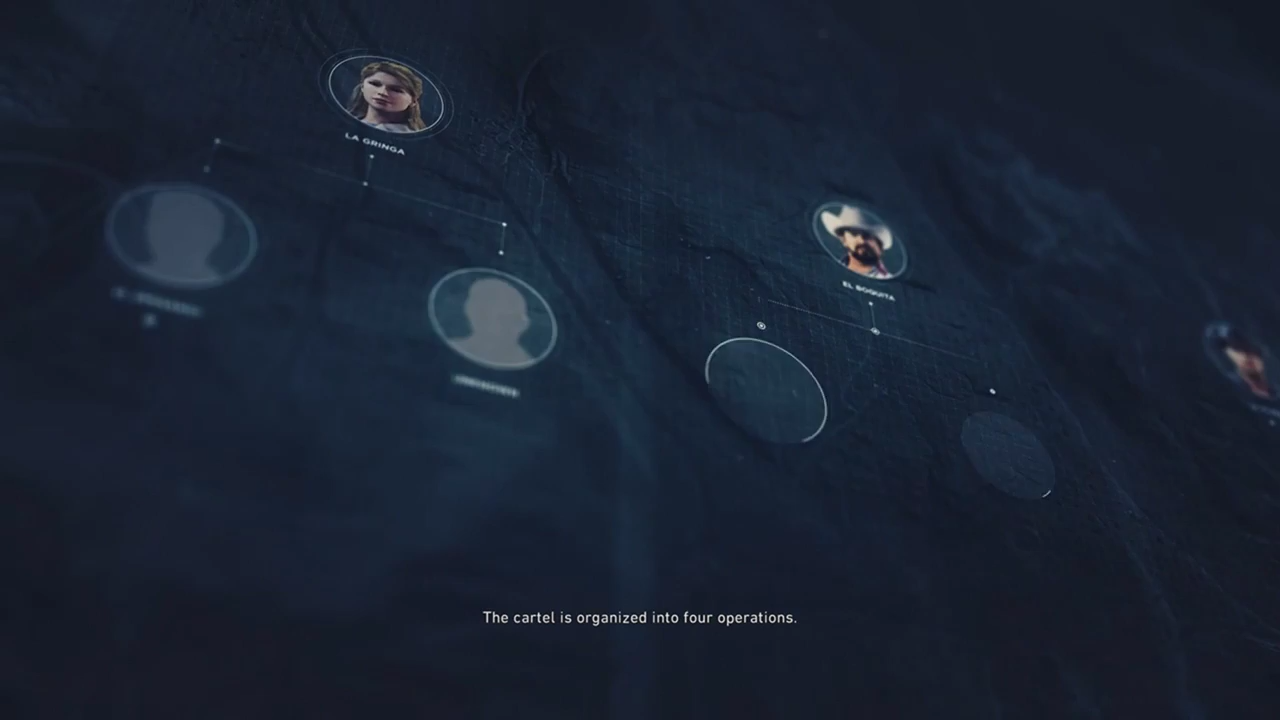 LA GRINGA
EL BOQUITA
The cartel is organized into four operations.